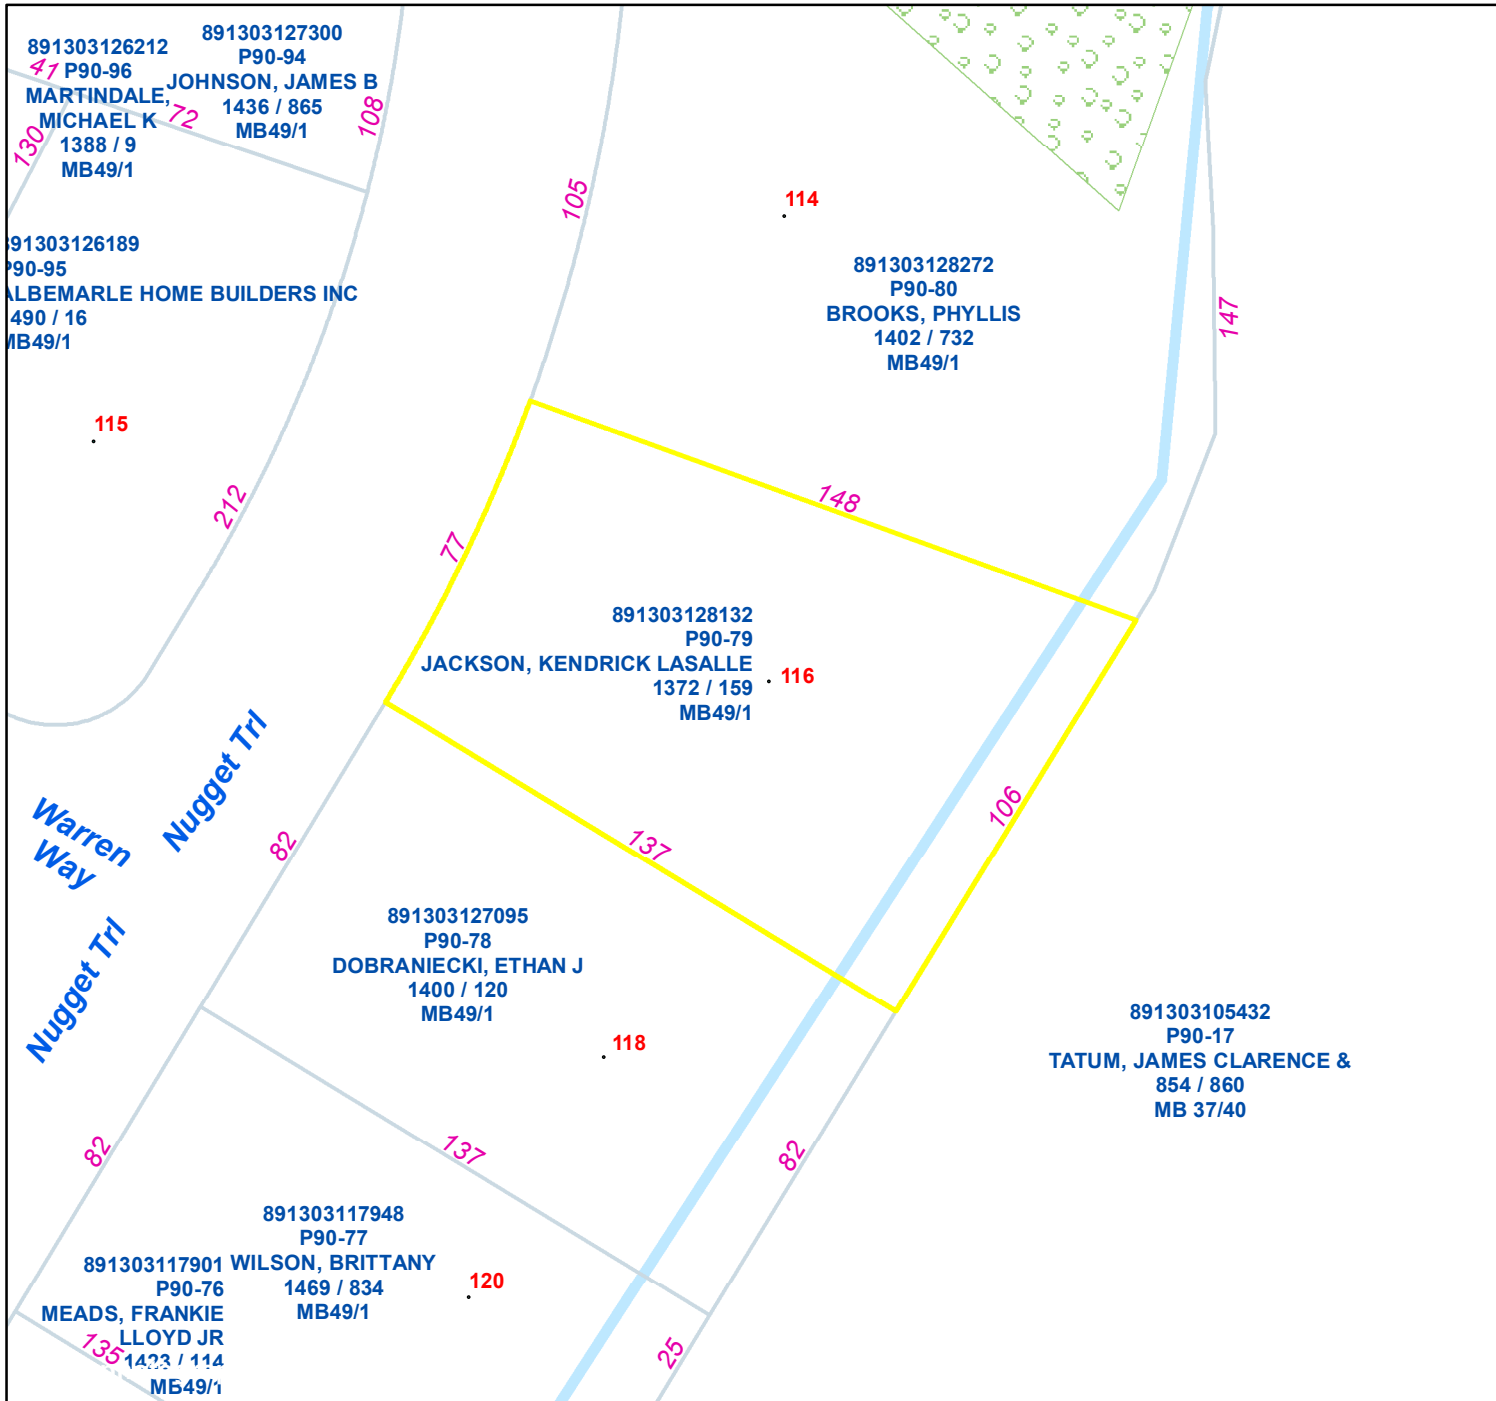 891303126212
P90-96
MARTINDALE,
MICHAEL K
1388 / 9
MB49/1
891303127300
P90-94
JOHNSON, JAMES B
1436 / 865
MB49/1
41
72
130
108
105
114
891303128272
P90-80
BROOKS, PHYLLIS
1402 / 732
MB49/1
147
91303126189
P90-95
ALBEMARLE HOME BUILDERS INC
490 / 16
MB49/1
115
212
148
77
891303128132
P90-79
JACKSON, KENDRICK LASALLE
1372 / 159
MB49/1
116
Nugget Trl
Warren
Way
82
137
106
Nugget Trl
891303127095
P90-78
DOBRANIECKI, ETHAN J
1400 / 120
MB49/1
118
891303105432
P90-17
TATUM, JAMES CLARENCE &
854 / 860
MB 37/40
82
137
82
891303117948
P90-77
WILSON, BRITTANY
1469 / 834
MB49/1
120
891303117901
P90-76
MEADS, FRANKIE
LLOYD JR
1423 / 114
MB49/1
135
25